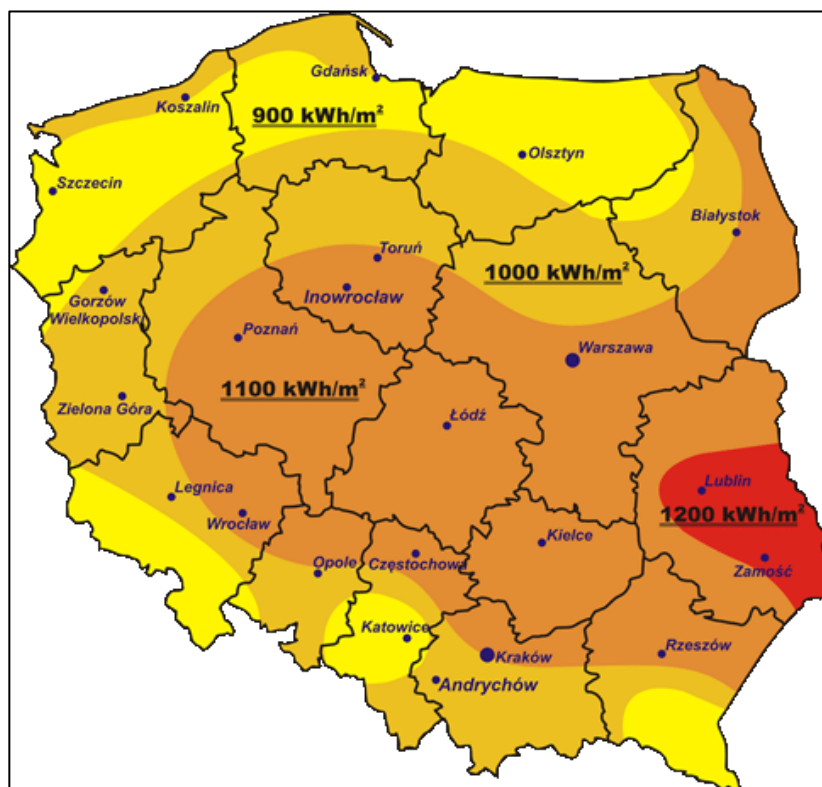 Gdańsk
Koszalin
900 kWh/m²
Olsztyn
Szczecin
Białystok
Toruń
1000 kWh/m²
Gorzów
Wielkopolski
Inowrocław
Poznań
Warszawa
1100 kWh/m²
Zielona Góra
Łódź
Legnica
Lublin
Wrocław
1200 kWh/m²
Kielce
Opole
Częstochowa
Zamość
Katowice
Kraków
Rzeszów
Andrychów